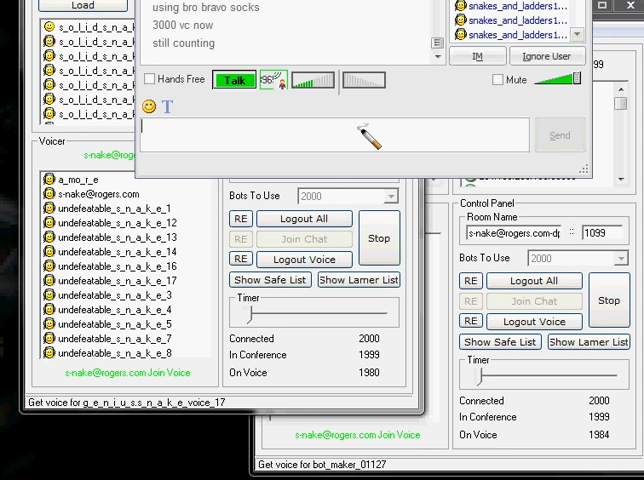 Load
s_o_l_i_d_s_n_a_k
s_o_l_i_d_s_n_a_k
s_o_l_i_d_s_n_a_k
s_o_l_i_d_s_n_a_k
s_o_l_i_d_s_n_a_k
s_o_l_i_d_s_n_a_k
using bro bravo socks
3000 vc now
still counting
snakes_and_ladders1...
snakes_and_ladders1...
snakes_and_ladders1...
IM
Ignore User
Hands Free
Talk
Mute
T
Send
Voicer
s-nake@roge
a_mo_r_e
s-nake@rogers.com
undefeatable_s_n_a_k_e_1
undefeatable_s_n_a_k_e_12
undefeatable_s_n_a_k_e_13
undefeatable_s_n_a_k_e_14
undefeatable_s_n_a_k_e_16
undefeatable_s_n_a_k_e_17
undefeatable_s_n_a_k_e_3
undefeatable_s_n_a_k_e_4
undefeatable_s_n_a_k_e_5
undefeatable_s_n_a_k_e_7
undefeatable_s_n_a_k_e_8
s-nake@rogers.com Join Voice
Bots To Use
2000
RE
Logout All
RE
Join Chat
RE
Logout Voice
Stop
Show Safe List
Show Lamer List
Timer
Connected 2000
In Conference 1999
On Voice 1980
Get voice for g_e_n_i_u_s.s_n_a_k_e_voice_17
99
Control Panel
Room Name
s-nake@rogers.com-dp :: 1099
Bots To Use
2000
RE
Logout All
RE
Join Chat
RE
Logout Voice
Stop
Show Safe List
Show Lamer List
Timer
Connected 2000
In Conference 1999
On Voice 1984
s-nake@rogers.com Join Voice
Get voice for bot_maker_01127